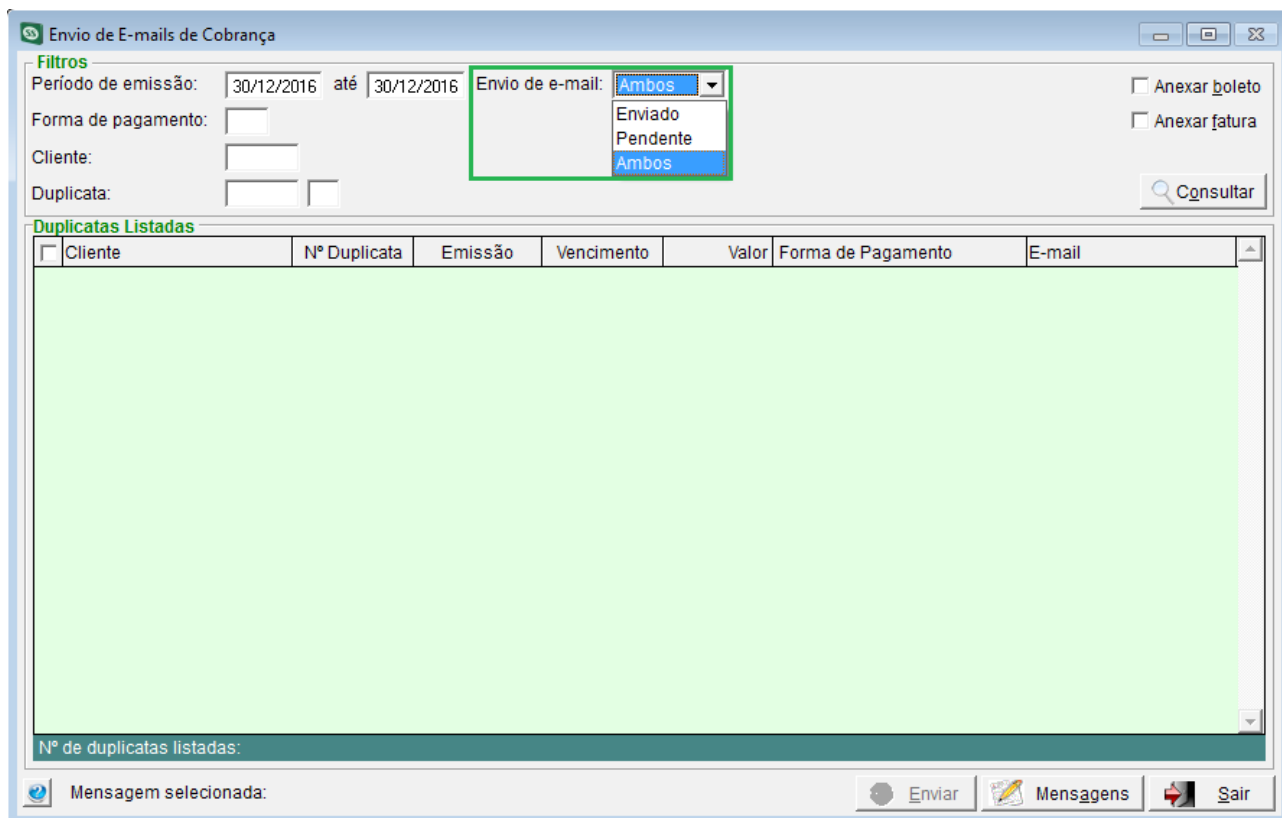 Envio de E-mails de Cobrança
Filtros
Período de emissão: 30/12/2016 até 30/12/2016 Envio de e-mail: Ambos Anexar boleto
Enviado
Forma de pagamento: Anexar fatura
Pendente
Cliente: Ambos
Duplicata: Consultar
Duplicatas Listadas
Cliente Nº Duplicata Emissão Vencimento Valor Forma de Pagamento E-mail
Nº de duplicatas listadas:
Mensagem selecionada: Enviar Mensagens Sair